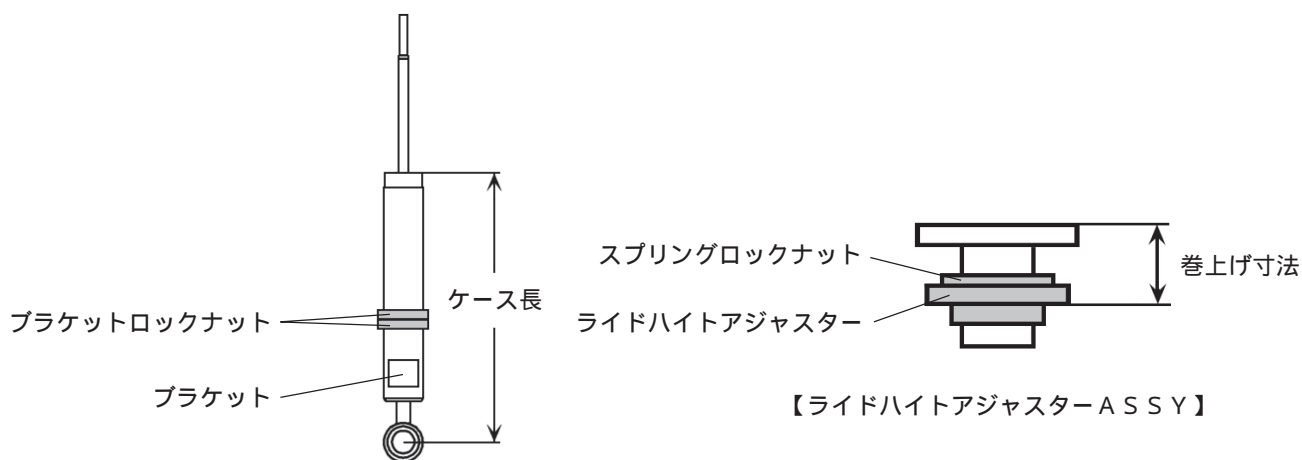 ブラケットロックナット
ブラケット
ケース長
スプリングロックナット
ライドハイトアジャスター
巻上げ寸法
【ライドハイトアジャスターＡＳＳＹ】